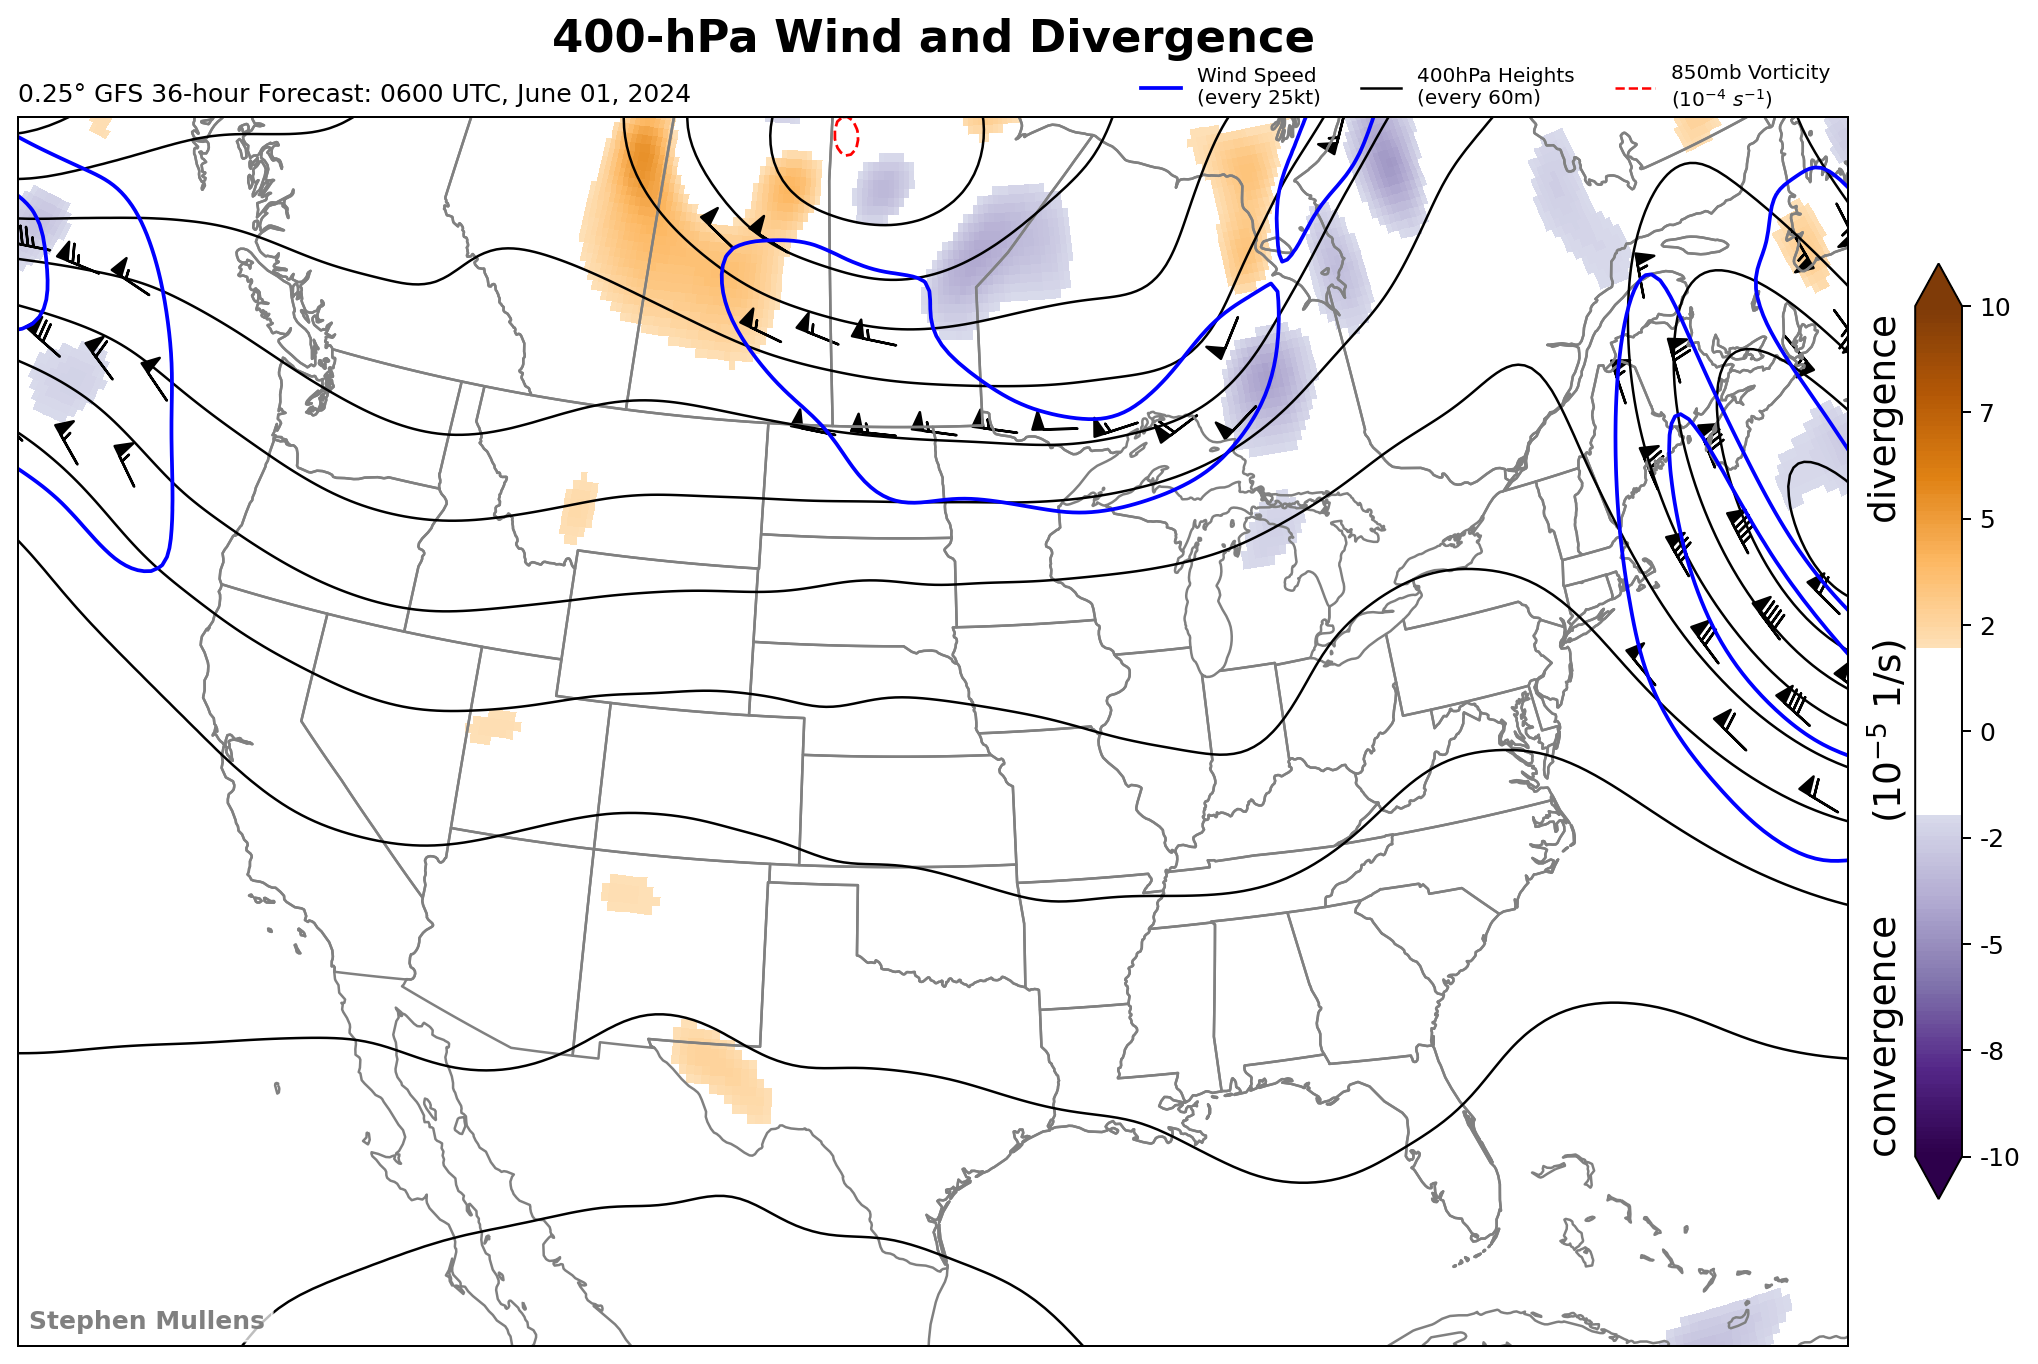 400-hPa Wind and Divergence
0.25° GFS 36-hour Forecast: 0600 UTC, June 01, 2024
Wind Speed
(every 25kt)
400hPa Heights
(every 60m)
850mb Vorticity
(10⁻⁴ s⁻¹)
10
7
5
2
0
-2
-5
-8
-10
convergence (10⁻⁵ 1/s) divergence
Stephen Mullens